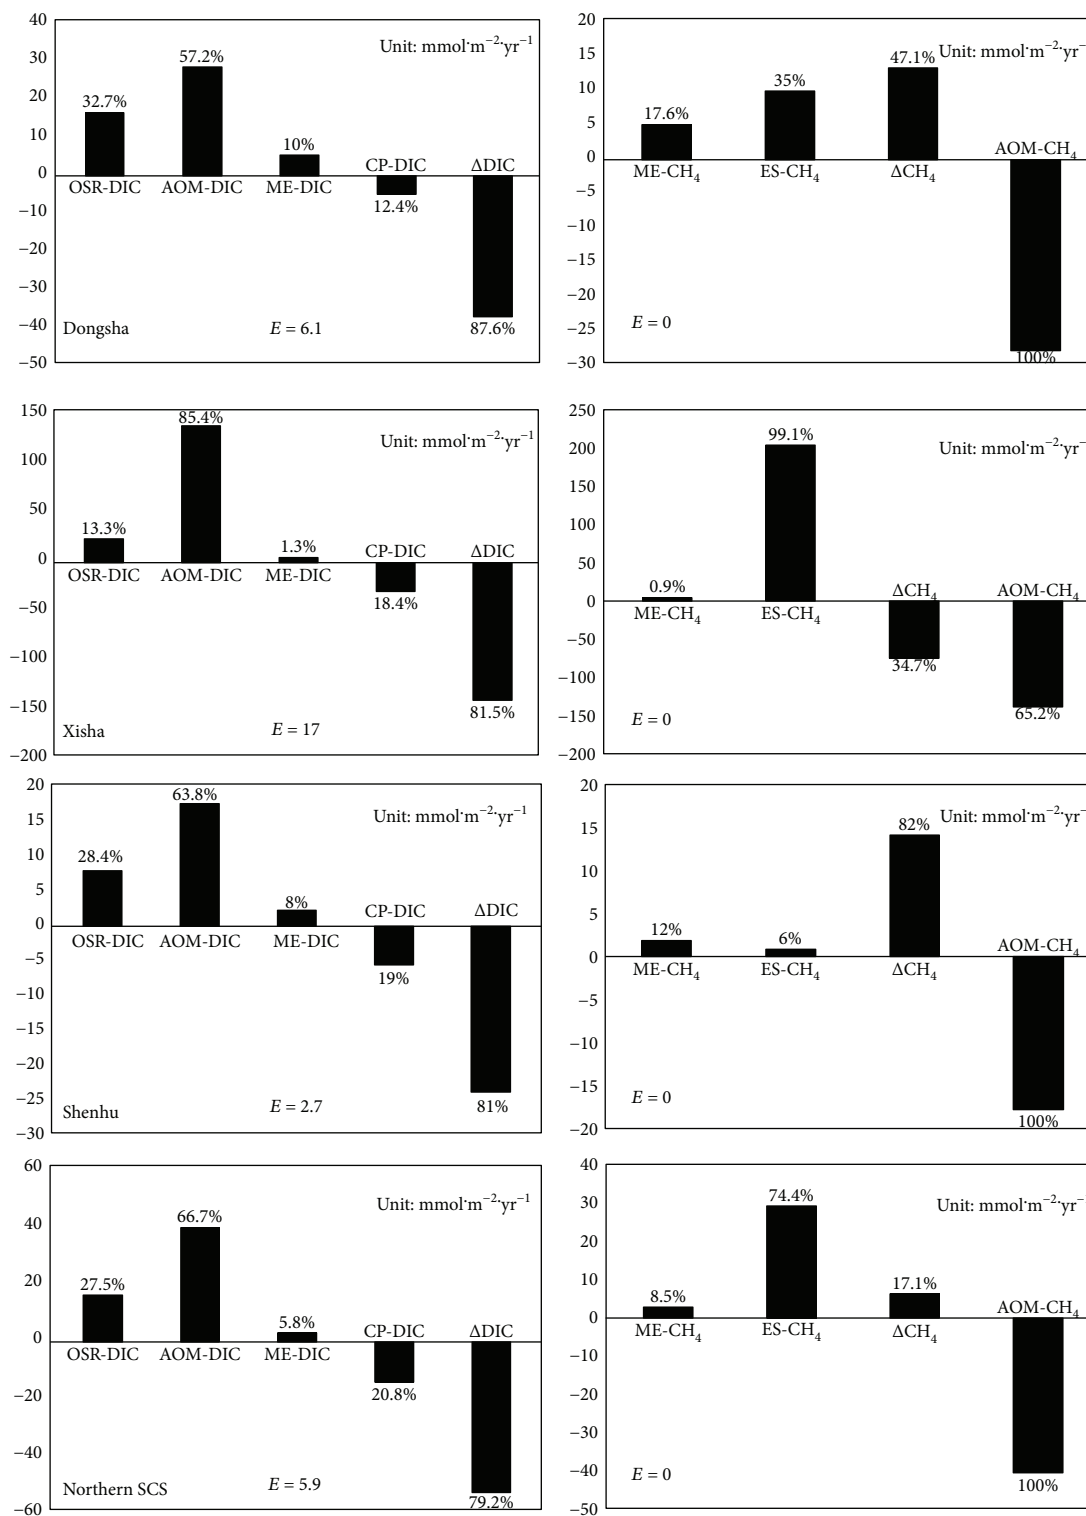 40
30
20
10
0
−10
−20
−30
−40
−50
Unit: mmol·m−2·yr−1
32.7%
57.2%
10%
CP-DIC
ΔDIC
OSR-DIC
AOM-DIC
ME-DIC
12.4%
87.6%
Dongsha
E = 6.1
20
15
10
5
0
−5
−10
−15
−20
−25
−30
Unit: mmol·m−2·yr−
17.6%
35%
47.1%
AOM-CH4
ME-CH4
ES-CH4
ΔCH4
E = 0
100%
150
100
50
0
−50
−100
−150
−200
85.4%
Unit: mmol·m−2·yr−1
13.3%
1.3%
CP-DIC
ΔDIC
OSR-DIC
AOM-DIC
ME-DIC
18.4%
81.5%
Xisha
E = 17
250
200
150
100
50
0
−50
−100
−150
−200
99.1%
Unit: mmol·m−2·yr−
0.9%
ΔCH4
AOM-CH4
ME-CH4
ES-CH4
34.7%
65.2%
E = 0
20
15
10
5
0
−5
−10
−15
−20
−25
−30
63.8%
Unit: mmol·m−2·yr−1
28.4%
8%
CP-DIC
ΔDIC
OSR-DIC
AOM-DIC
ME-DIC
19%
81%
Shenhu
E = 2.7
20
15
10
5
0
−5
−10
−15
−20
82%
Unit: mmol·m−2·yr−
12%
6%
AOM-CH4
ME-CH4
ES-CH4
ΔCH4
E = 0
100%
60
40
20
0
−20
−40
−60
Unit: mmol·m−2·yr−1
66.7%
27.5%
5.8%
CP-DIC
ΔDIC
OSR-DIC
AOM-DIC
ME-DIC
20.8%
79.2%
Northern SCS
E = 5.9
40
30
20
10
0
−10
−20
−30
−40
−50
74.4%
Unit: mmol·m−2·yr−
8.5%
17.1%
AOM-CH4
ME-CH4
ES-CH4
ΔCH4
E = 0
100%